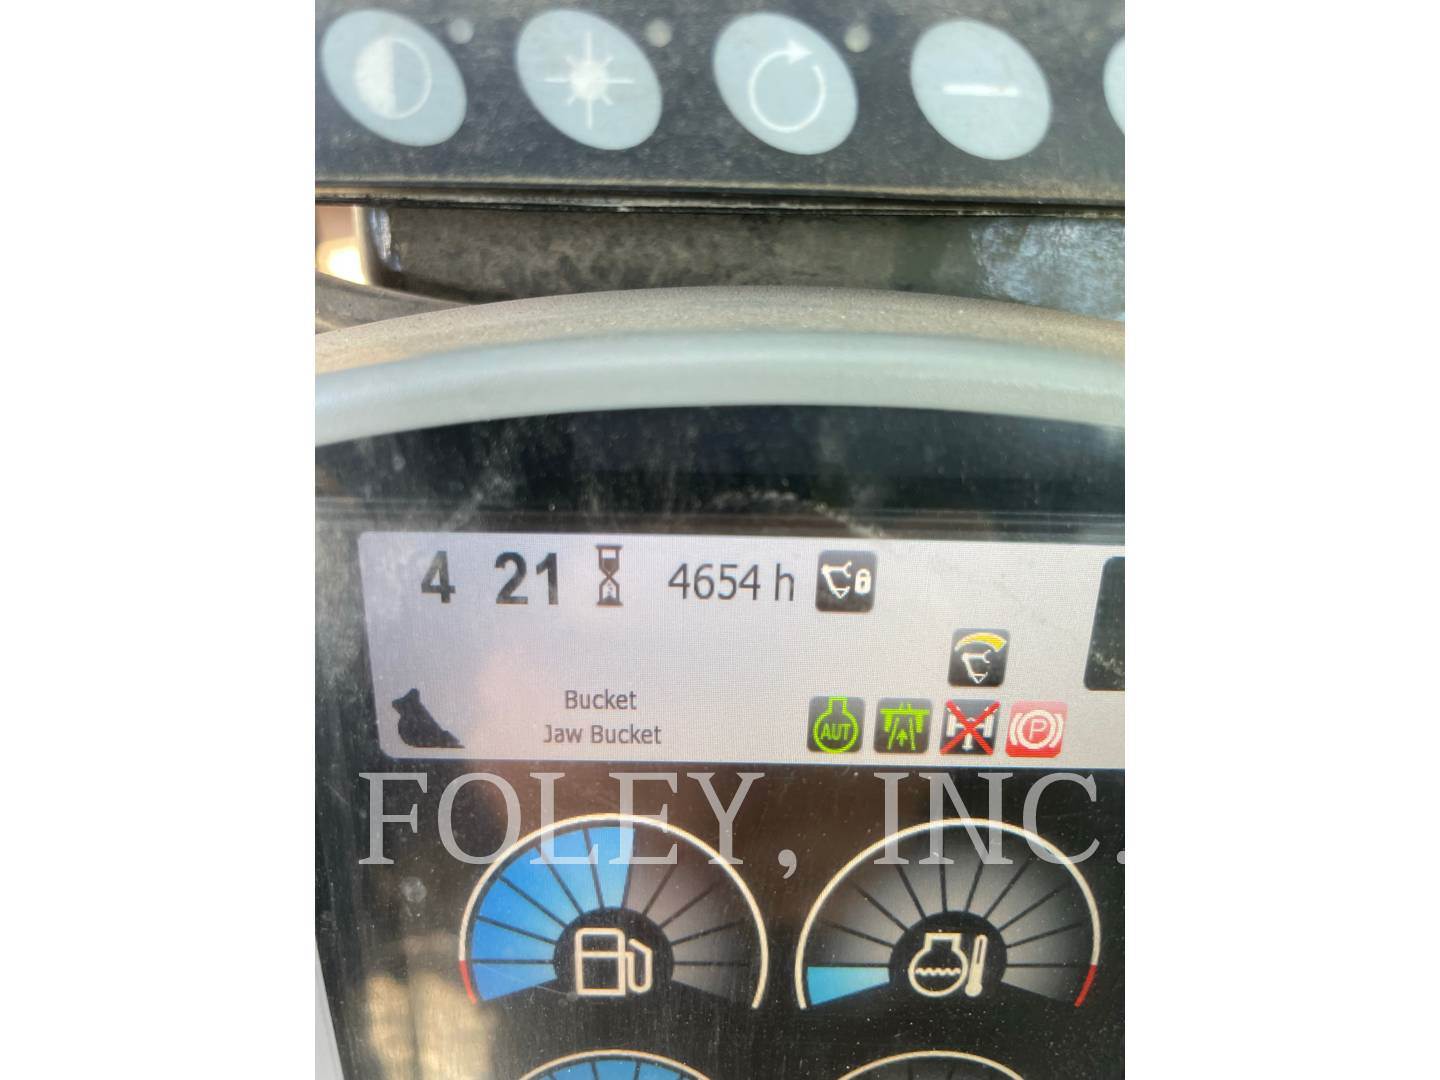 4 21 4654 h
Bucket
Jaw Bucket
AUT P
FOLEY, INC.